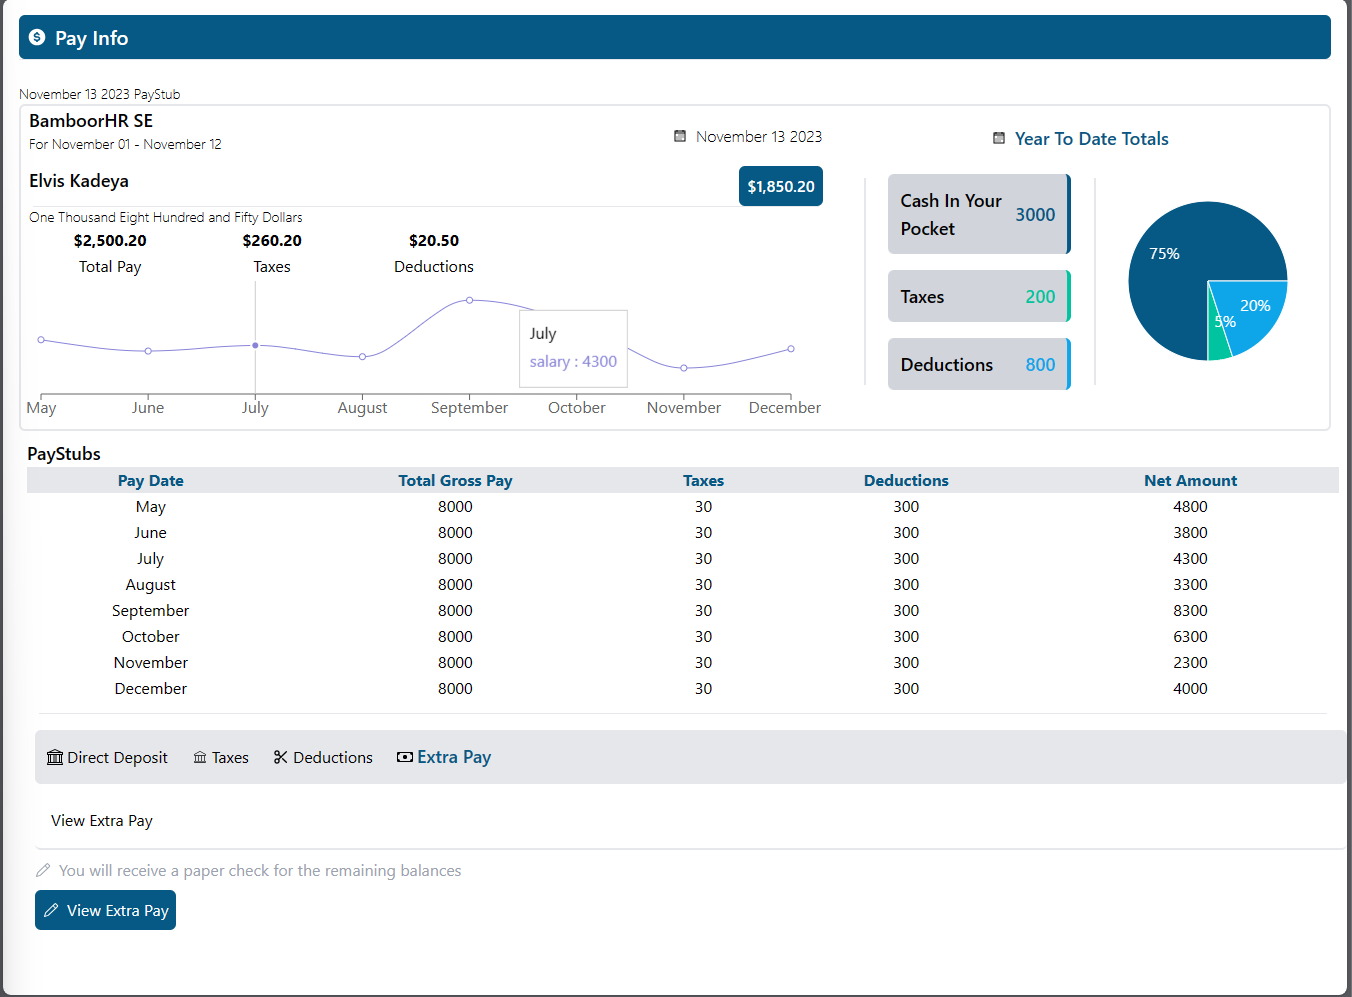 Pay Info
November 13 2023 PayStub
BamboorHR SE
For November 01 - November 12
November 13 2023
Elvis Kadeya
$1,850.20
One Thousand Eight Hundred and Fifty Dollars
$2,500.20 $260.20 $20.50
Total Pay Taxes Deductions
July
salary : 4300
May June July August September October November December
Year To Date Totals
Cash In Your Pocket 3000
Taxes 200
Deductions 800
75%
20%
5%
PayStubs
Pay Date Total Gross Pay Taxes Deductions Net Amount
May 8000 30 300 4800
June 8000 30 300 3800
July 8000 30 300 4300
August 8000 30 300 3300
September 8000 30 300 8300
October 8000 30 300 6300
November 8000 30 300 2300
December 8000 30 300 4000
Direct Deposit Taxes Deductions Extra Pay
View Extra Pay
You will receive a paper check for the remaining balances
View Extra Pay